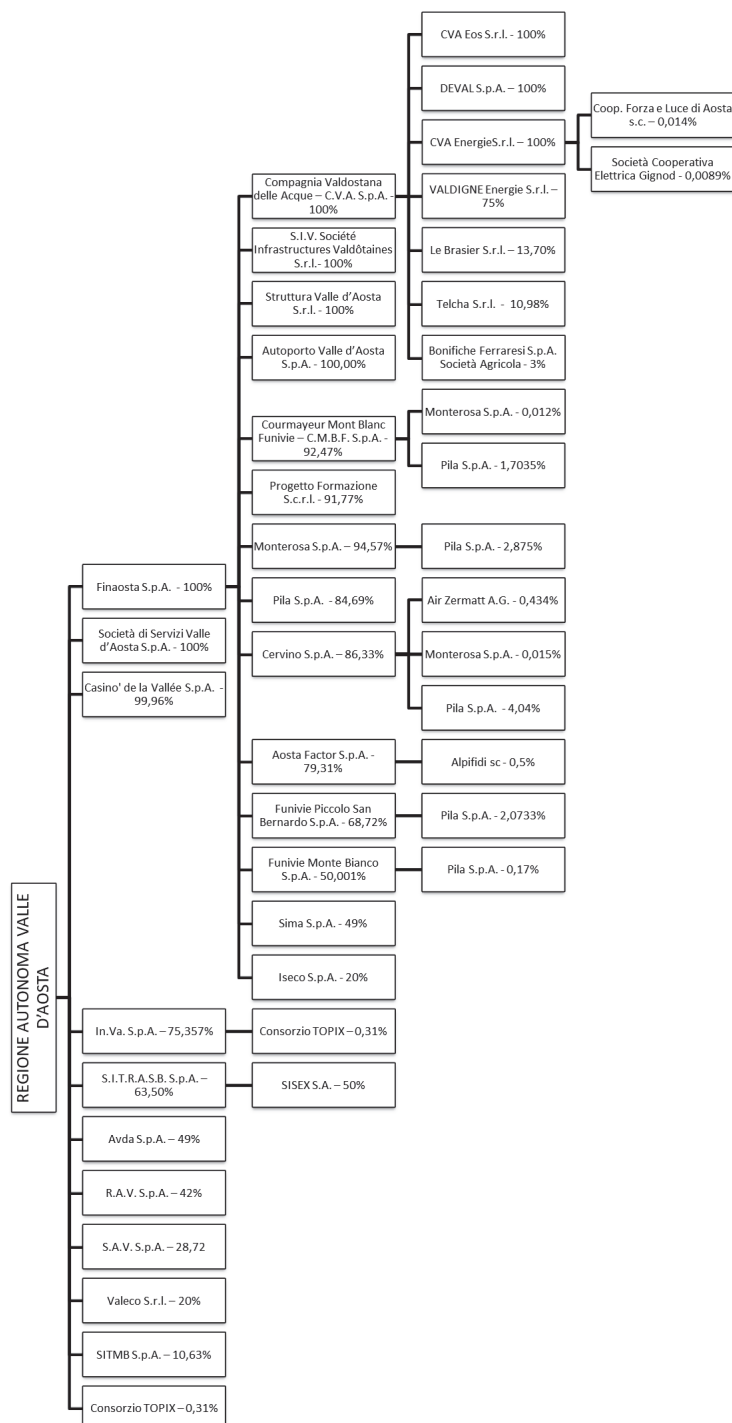 CVA Eos S.r.l. - 100%
DEVAL S.p.A. – 100%
Coop. Forza e Luce di Aosta
s.c. – 0,014%
CVA EnergieS.r.l. – 100%
Società Cooperativa
Elettrica Gignod - 0,0089%
Compagnia Valdostana
delle Acque – C.V.A. S.p.A. -
100%
VALDIGNE Energie S.r.l. –
75%
S.I.V. Société
Infrastructures Valdôtaines
S.r.l.- 100%
Le Brasier S.r.l. – 13,70%
Struttura Valle d’Aosta
S.r.l. - 100%
Telcha S.r.l. - 10,98%
Autoporto Valle d’Aosta
S.p.A. - 100,00%
Bonifiche Ferraresi S.p.A.
Società Agricola - 3%
Monterosa S.p.A. - 0,012%
Courmayeur Mont Blanc
Funivie – C.M.B.F. S.p.A. -
92,47%
Pila S.p.A. - 1,7035%
Progetto Formazione
S.c.r.l. - 91,77%
Monterosa S.p.A. – 94,57%
Pila S.p.A. - 2,875%
Finaosta S.p.A. - 100%
Pila S.p.A. - 84,69%
Air Zermatt A.G. - 0,434%
Società di Servizi Valle
d’Aosta S.p.A. - 100%
Cervino S.p.A. – 86,33%
Monterosa S.p.A. - 0,015%
Casino' de la Vallée S.p.A. -
99,96%
Pila S.p.A. - 4,04%
Aosta Factor S.p.A. -
79,31%
Alpifidi sc - 0,5%
Funivie Piccolo San
Bernardo S.p.A. - 68,72%
Pila S.p.A. - 2,0733%
Funivie Monte Bianco
S.p.A. - 50,001%
Pila S.p.A. - 0,17%
Sima S.p.A. - 49%
Iseco S.p.A. - 20%
REGIONE AUTONOMA VALLE
D’AOSTA
In.Va. S.p.A. – 75,357%
Consorzio TOPIX – 0,31%
S.I.T.R.A.S.B. S.p.A. –
63,50%
SISEX S.A. – 50%
Avda S.p.A. – 49%
R.A.V. S.p.A. – 42%
S.A.V. S.p.A. – 28,72
Valeco S.r.l. – 20%
SITMB S.p.A. – 10,63%
Consorzio TOPIX – 0,31%